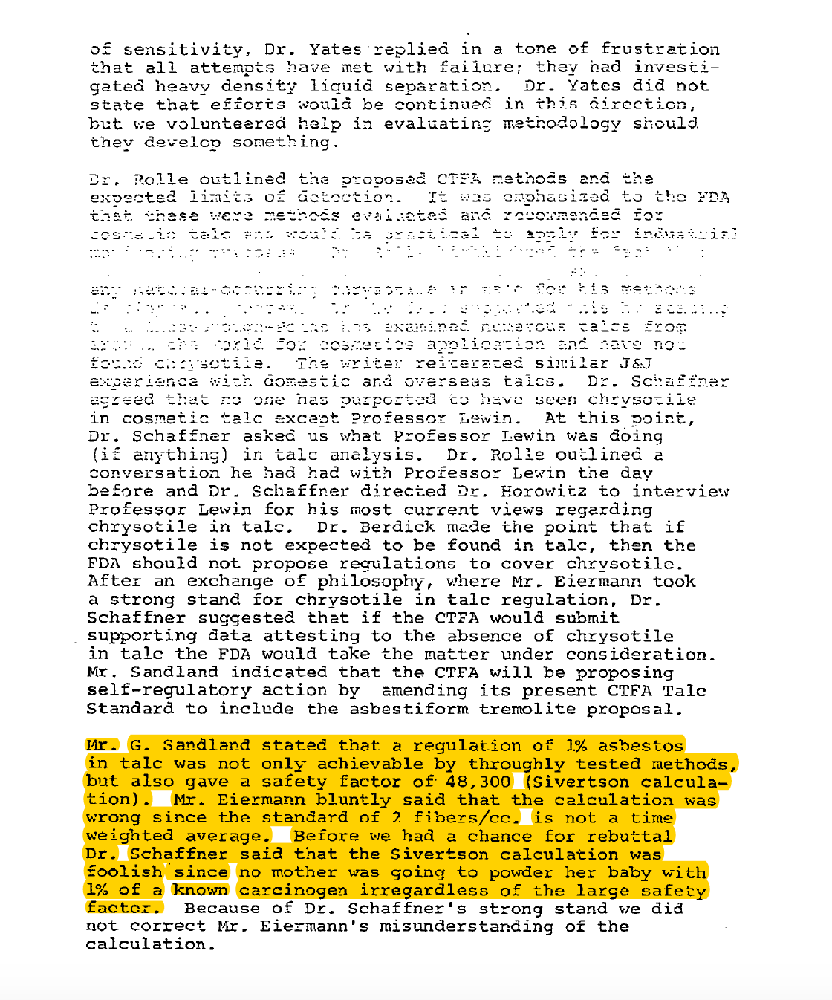 of sensitivity, Dr. Yates replied in a tone of frustration
that all attempts have met with failure; they had investi-
gated heavy density liquid separation. Dr. Yates did not
state that efforts would be continued in this direction,
but we volunteered help in evaluating methodology should
they develop something.
Dr. Rolle outlined the proposed CTFA methods and the
expected limits of detection. It was emphasized to the FDA
that these were methods evaluated and recommended for
cosmetic talc and would be practical to apply for industrial
any natural-occurring chrysotile in talc for his methods
has examined numerous talcs from
world for cosmetics application and have not
found chrysotile. The writer reiterated similar J&J
experience with domestic and overseas talcs. Dr. Schaffner
agreed that no one has purported to have seen chrysotile
in cosmetic talc except Professor Lewin. At this point,
Dr. Schaffner asked us what Professor Lewin was doing
(if anything) in talc analysis. Dr. Rolle outlined a
conversation he had had with Professor Lewin the day
before and Dr. Schaffner directed Dr. Horowitz to interview
Professor Lewin for his most current views regarding
chrysotile in talc. Dr. Berdick made the point that if
chrysotile is not expected to be found in talc, then the
FDA should not propose regulations to cover chrysotile.
After an exchange of philosophy, where Mr. Eiermann took
a strong stand for chrysotile in talc regulation, Dr.
Schaffner suggested that if the CTFA would submit
supporting data attesting to the absence of chrysotile
in talc the FDA would take the matter under consideration.
Mr. Sandland indicated that the CTFA will be proposing
self-regulatory action by amending its present CTFA Talc
Standard to include the asbestiform tremolite proposal.
Mr. G. Sandland stated that a regulation of 1% asbestos
in talc was not only achievable by throughly tested methods,
but also gave a safety factor of 48,300 (Sivertson calcula-
tion). Mr. Eiermann bluntly said that the calculation was
wrong since the standard of 2 fibers/cc. is not a time
weighted average. Before we had a chance for rebuttal
Dr. Schaffner said that the Sivertson calculation was
foolish since no mother was going to powder her baby with
1% of a known carcinogen irregardless of the large safety
factor. Because of Dr. Schaffner's strong stand we did
not correct Mr. Eiermann's misunderstanding of the
calculation.